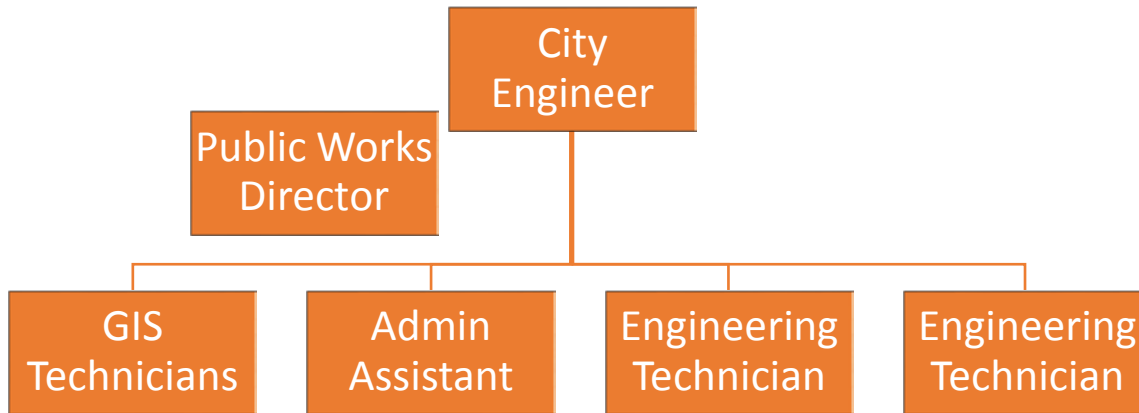 City
Engineer
Public Works
Director
GIS
Technicians
Admin
Assistant
Engineering
Technician
Engineering
Technician